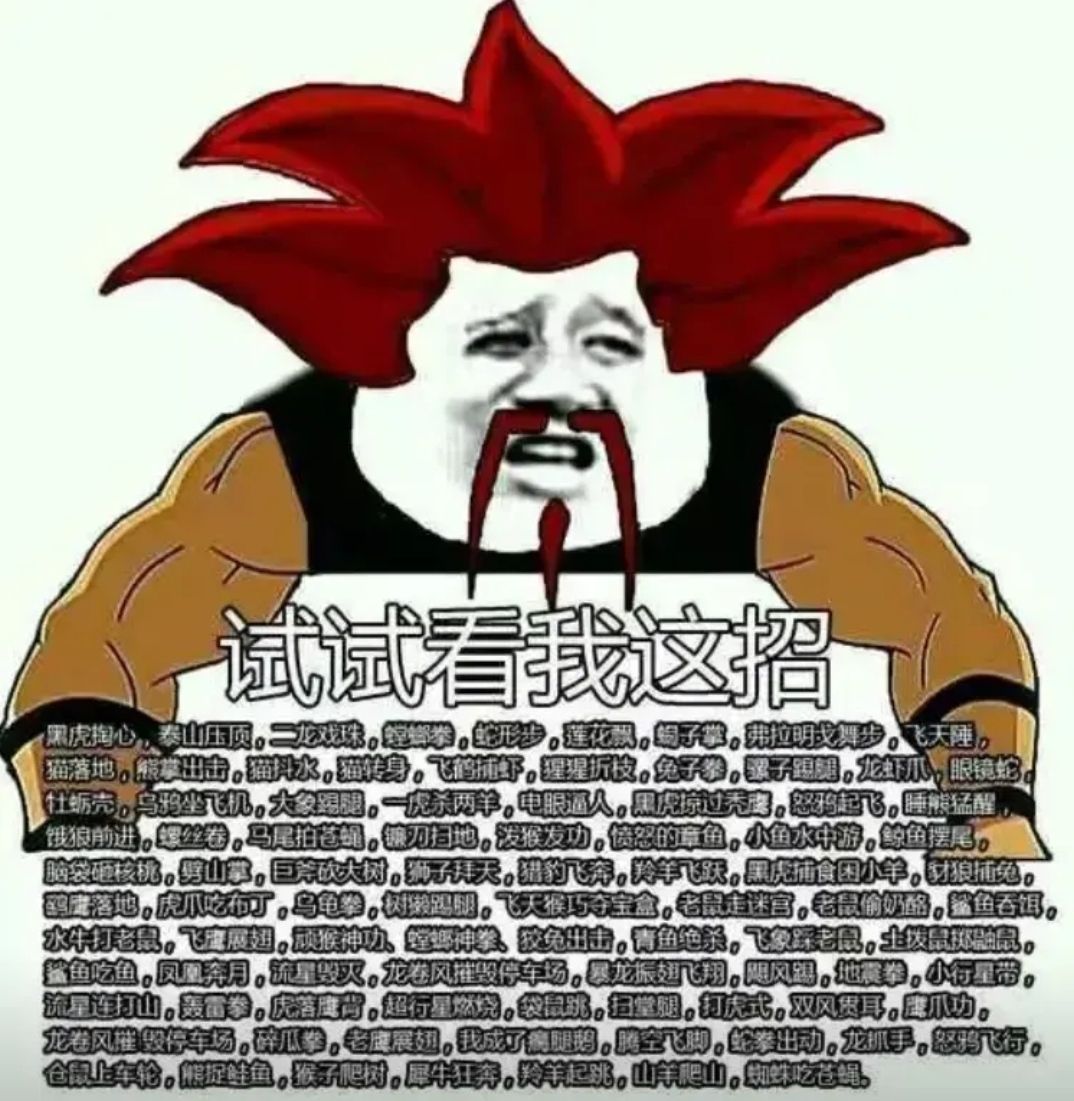 试试看我这招
黑虎掏心，泰山压顶，二龙戏珠，螳螂拳，蛇形步，莲花飘，蝎子掌，弗拉明戈舞步，飞天踵，
猫落地，熊掌出击，猫抖水，猫转身，飞鹤捕虾，猩猩折枝，兔子拳，骡子踢腿，龙虾爪，眼镜蛇，
牡蛎壳，乌鸦坐飞机，大象踢腿，一虎杀两羊，电眼逼人，黑虎掠过秃鹰，怒鸦起飞，睡熊猛醒，
饿狼前进，螺丝卷，马尾拍苍蝇，镰刀扫地，泼猴发功，愤怒的章鱼，小鱼水中游，鲸鱼摆尾，
脑袋砸核桃，劈山掌，巨斧砍大树，狮子拜天，猎豹飞奔，羚羊飞跃，黑虎捕食困小羊，豺狼捕兔，
鹞鹰落地，虎爪吃布丁，乌龟拳，树獭踢腿，飞天猴巧夺宝盒，老鼠走迷宫，老鼠偷奶酪，鲨鱼吞饵，
水牛打老鼠，飞鹰展翅，顽猴神功、螳螂神拳、狡兔出击，青鱼绝杀，飞象踩老鼠，土拨鼠掷鼬鼠，
鲨鱼吃鱼，凤凰奔月，流星毁灭，龙卷风摧毁停车场，暴龙振翅飞翔，飓风踢，地震拳，小行星带，
流星连打山，轰雷拳，虎落鹰背，超行星燃烧，袋鼠跳，扫堂腿，打虎式，双风贯耳，鹰爪功，
龙卷风摧 毁停车场，碎瓜拳，老鹰展翅，我成了瘸腿鹅，腾空飞脚，蛇拳出动，龙抓手，怒鸦飞行，
仓鼠上车轮，熊捉鲑鱼，猴子爬树，犀牛狂奔，羚羊起跳，山羊爬山，蜘蛛吃苍蝇。